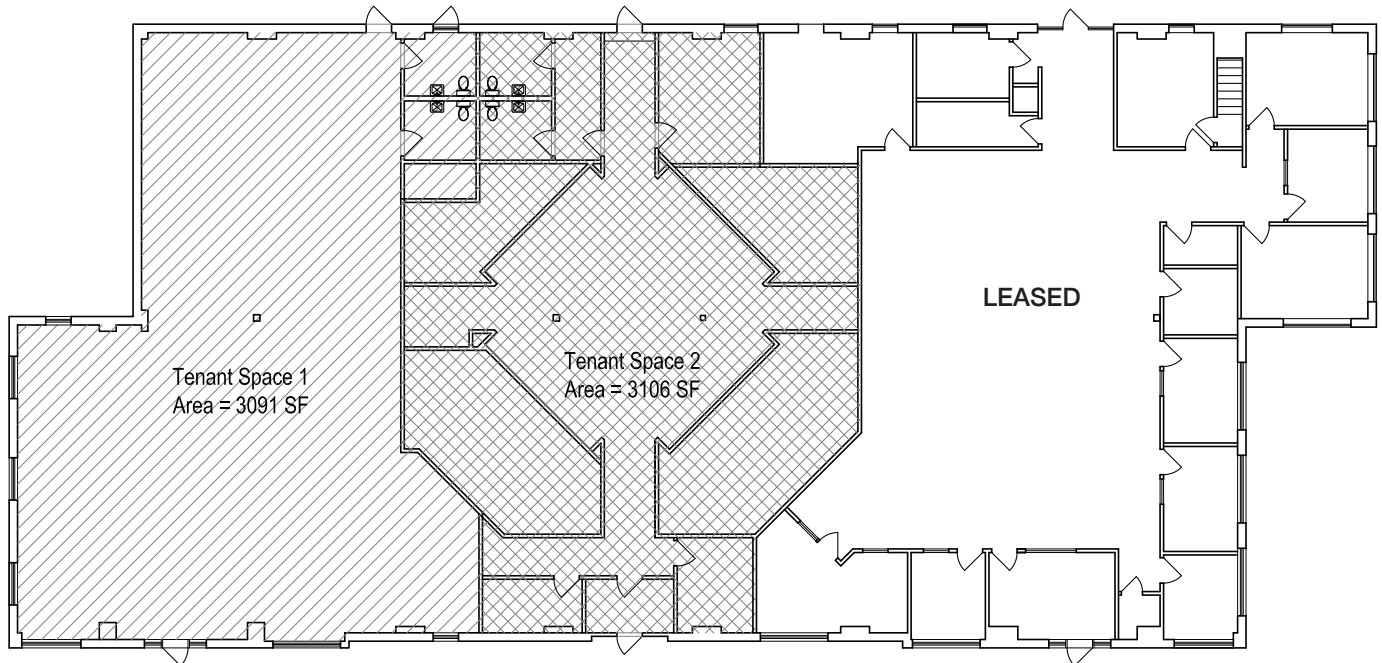 LEASED
Tenant Space 1
Area = 3091 SF
Tenant Space 2
Area = 3106 SF